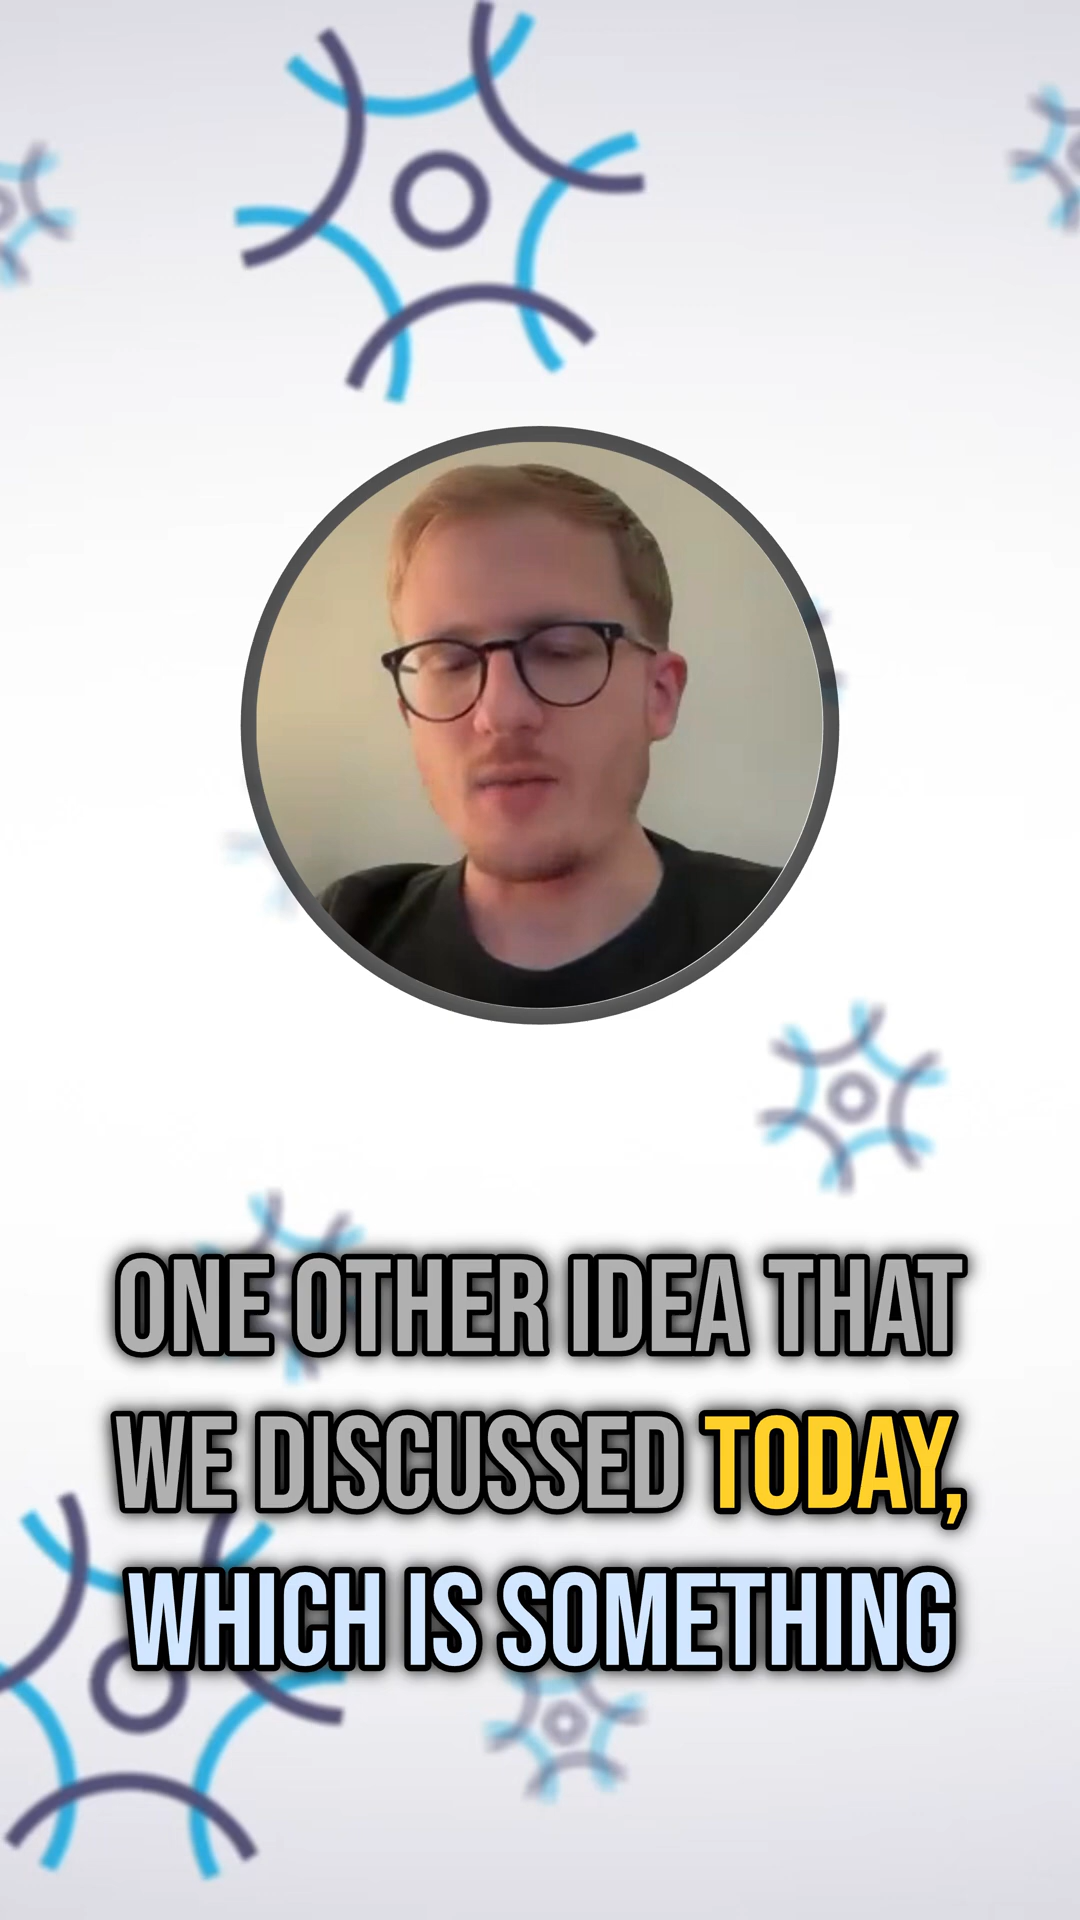 ONE OTHER IDEA THAT
WE DISCUSSED TODAY,
WHICH IS SOMETHING